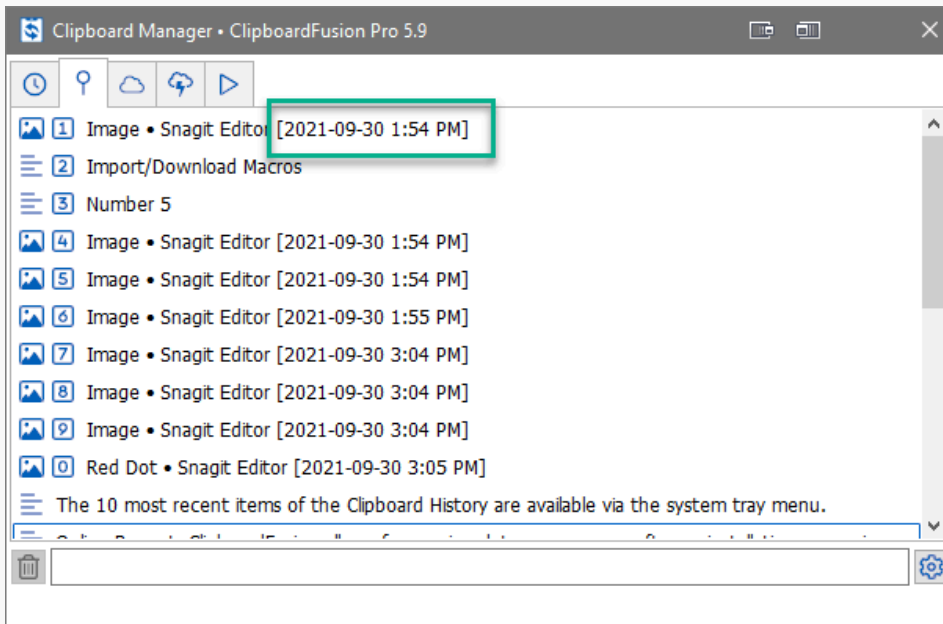 Clipboard Manager • ClipboardFusion Pro 5.9
1 Image • Snagit Editor [2021-09-30 1:54 PM]
2 Import/Download Macros
3 Number 5
4 Image • Snagit Editor [2021-09-30 1:54 PM]
5 Image • Snagit Editor [2021-09-30 1:54 PM]
6 Image • Snagit Editor [2021-09-30 1:55 PM]
7 Image • Snagit Editor [2021-09-30 3:04 PM]
8 Image • Snagit Editor [2021-09-30 3:04 PM]
9 Image • Snagit Editor [2021-09-30 3:04 PM]
0 Red Dot • Snagit Editor [2021-09-30 3:05 PM]
The 10 most recent items of the Clipboard History are available via the system tray menu.